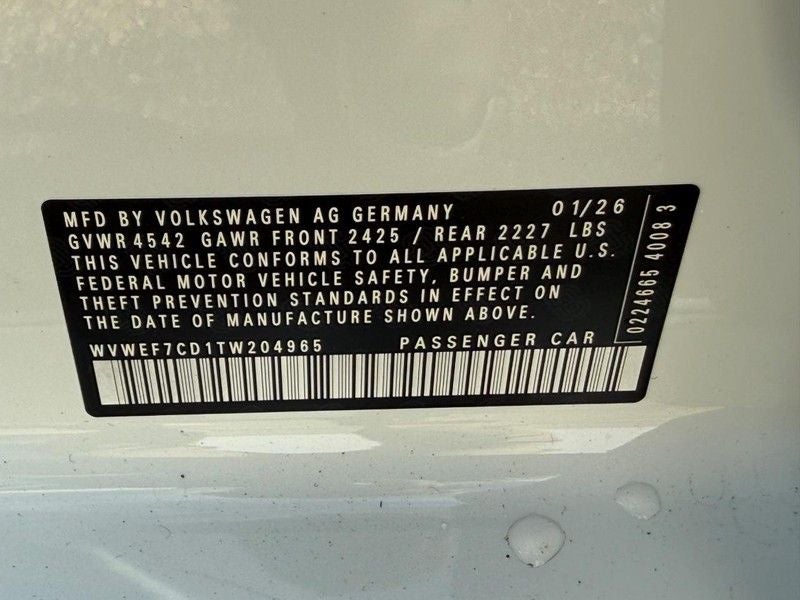 MFD BY VOLKSWAGEN AG GERMANY 01/26
GVWR 4542 GAWR FRONT 2425 / REAR 2227 LBS
THIS VEHICLE CONFORMS TO ALL APPLICABLE U.S.
FEDERAL MOTOR VEHICLE SAFETY, BUMPER AND
THEFT PREVENTION STANDARDS IN EFFECT ON
THE DATE OF MANUFACTURE SHOWN ABOVE.
WVWEF7CD1TW204965 PASSENGER CAR
0224665 4008 3